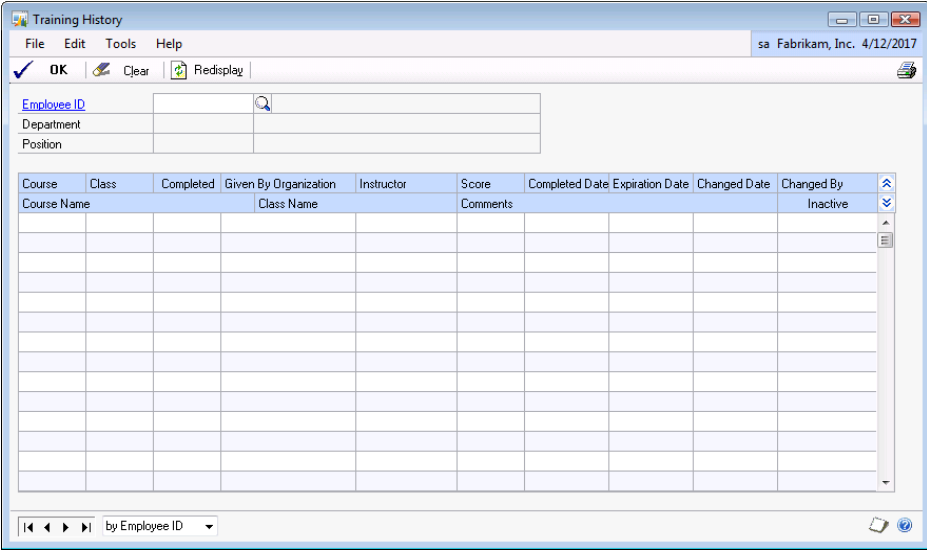 Training History
File Edit Tools Help sa Fabrikam, Inc. 4/12/2017
OK Clear Redisplay
Employee ID
Department
Position
Course Class Completed Given By Organization Instructor Score Completed Date Expiration Date Changed Date Changed By
Course Name Class Name Comments Inactive
by Employee ID